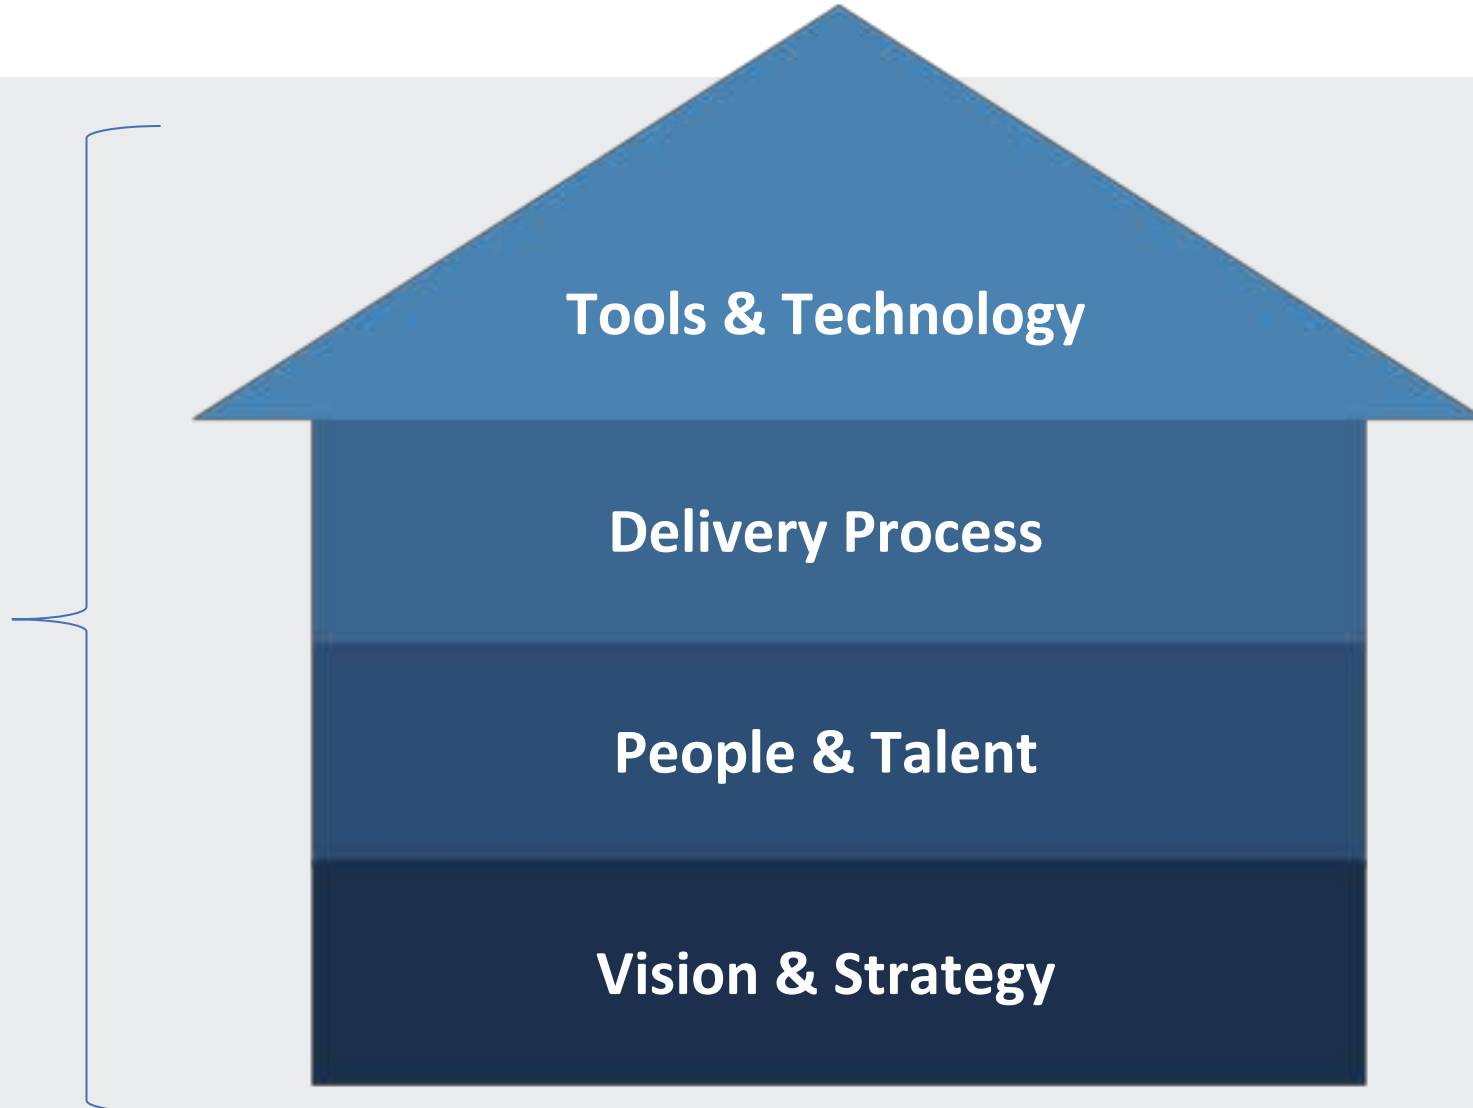 Tools & Technology
Delivery Process
People & Talent
Vision & Strategy